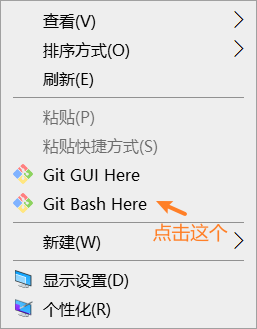 查看(V)
排序方式(O)
刷新(E)
粘贴(P)
粘贴快捷方式(S)
Git GUI Here
Git Bash Here
点击这个
新建(W)
显示设置(D)
个性化(R)